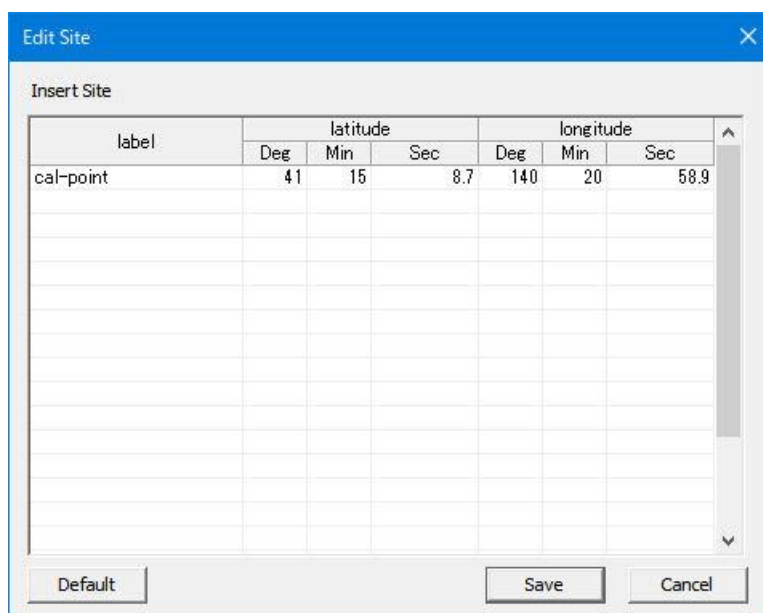 Edit Site
Insert Site
label latitude longitude
Deg Min Sec Deg Min Sec
cal-point 41 15 8.7 140 20 58.9
Default Save Cancel